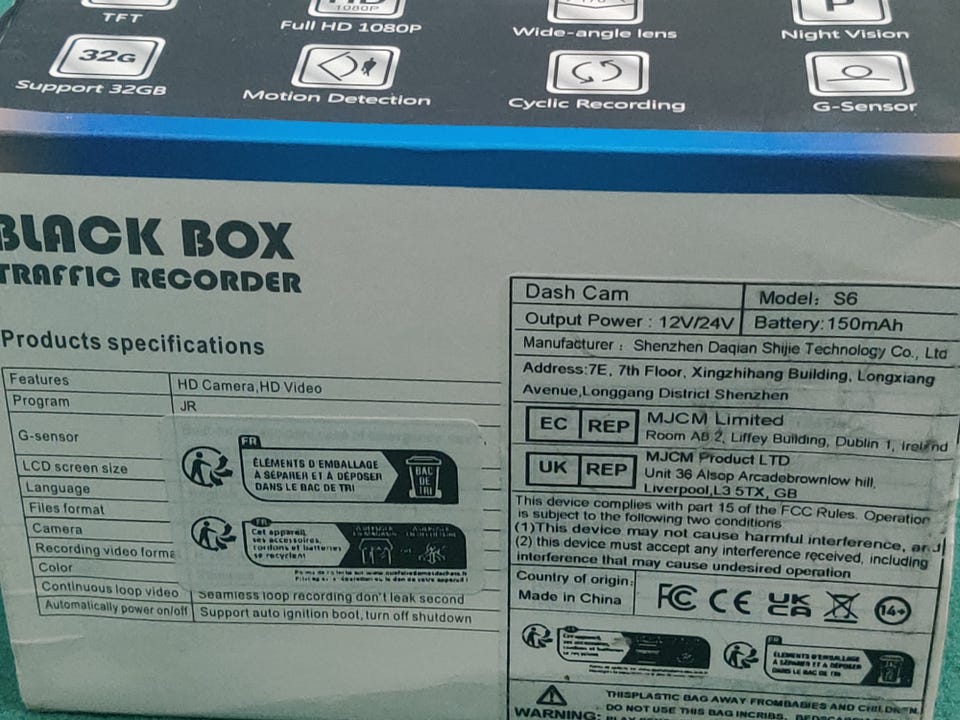 TFT
1080P
Full HD 1080P
Wide-angle lens
Night Vision
32G
Support 32GB
Motion Detection
Cyclic Recording
G-Sensor
BLACK BOX
TRAFFIC RECORDER
Products specifications
Features HD Camera,HD Video
Program JR
G-sensor
LCD screen size
Language
Files format
Camera
Recording video forma
Color
Continuous loop video Seamless loop recording don't leak second
Automatically power on/off Support auto ignition boot, turn off shutdown
FR
ÉLÉMENTS D'EMBALLAGE
À SÉPARER ET À DÉPOSER
DANS LE BAC DE TRI
BAC
DE
TRI
FR
Cet appareil,
ses accessoires,
cordons et batteries
se recyclent
Dash Cam Model: S6
Output Power : 12V/24V Battery:150mAh
Manufacturer : Shenzhen Daqian Shijie Technology Co., Ltd
Address:7E, 7th Floor, Xingzhihang Building, Longxiang
Avenue,Longgang District Shenzhen
EC REP MJCM Limited
Room AB 2, Liffey Building, Dublin 1, Ireland
UK REP MJCM Product LTD
Unit 36 Alsop Arcadebrownlow hill,
Liverpool,L3 5TX, GB
This device complies with part 15 of the FCC Rules. Operation
is subject to the following two conditions
(1)This device may not cause harmful interference, and
(2) this device must accept any interference received, including
interference that may cause undesired operation
Country of origin:
Made in China
FC CE UK CA 14+
FR
Cet appareil,
ses accessoires,
cordons et batteries
se recyclent
FR
ÉLÉMENTS D'EMBALLAGE
À SÉPARER ET À DÉPOSER
DANS LE BAC DE TRI
WARNING:
THISPLASTIC BAG AWAY FROMBABIES AND CHILDREN.
DO NOT USE THIS BAG INCRIBS,